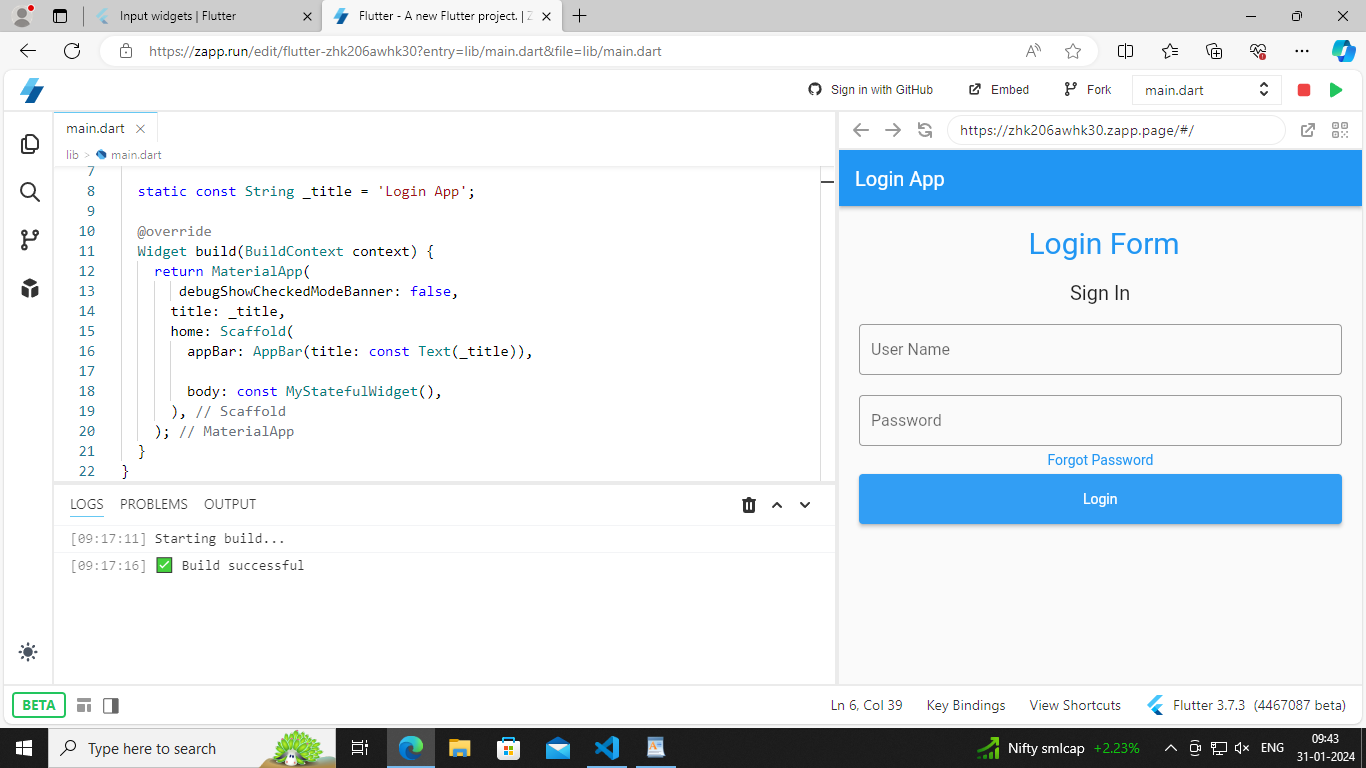 Input widgets | Flutter
Flutter - A new Flutter project. | Z
https://zapp.run/edit/flutter-zhk206awhk30?entry=lib/main.dart&file=lib/main.dart
Sign in with GitHub
Embed
Fork
main.dart
main.dart
lib > main.dart
https://zhk206awhk30.zapp.page/#/
7
8 static const String _title = 'Login App';
9
10 @override
11 Widget build(BuildContext context) {
12 return MaterialApp(
13 debugShowCheckedModeBanner: false,
14 title: _title,
15 home: Scaffold(
16 appBar: AppBar(title: const Text(_title)),
17
18 body: const MyStatefulWidget(),
19 ), // Scaffold
20 ); // MaterialApp
21 }
22 }
LOGS PROBLEMS OUTPUT
[09:17:11] Starting build...
[09:17:16] ✅ Build successful
Login App
Login Form
Sign In
User Name
Password
Forgot Password
Login
BETA
Ln 6, Col 39
Key Bindings
View Shortcuts
Flutter 3.7.3 (4467087 beta)
Type here to search
Nifty smlcap +2.23%
ENG
09:43
31-01-2024